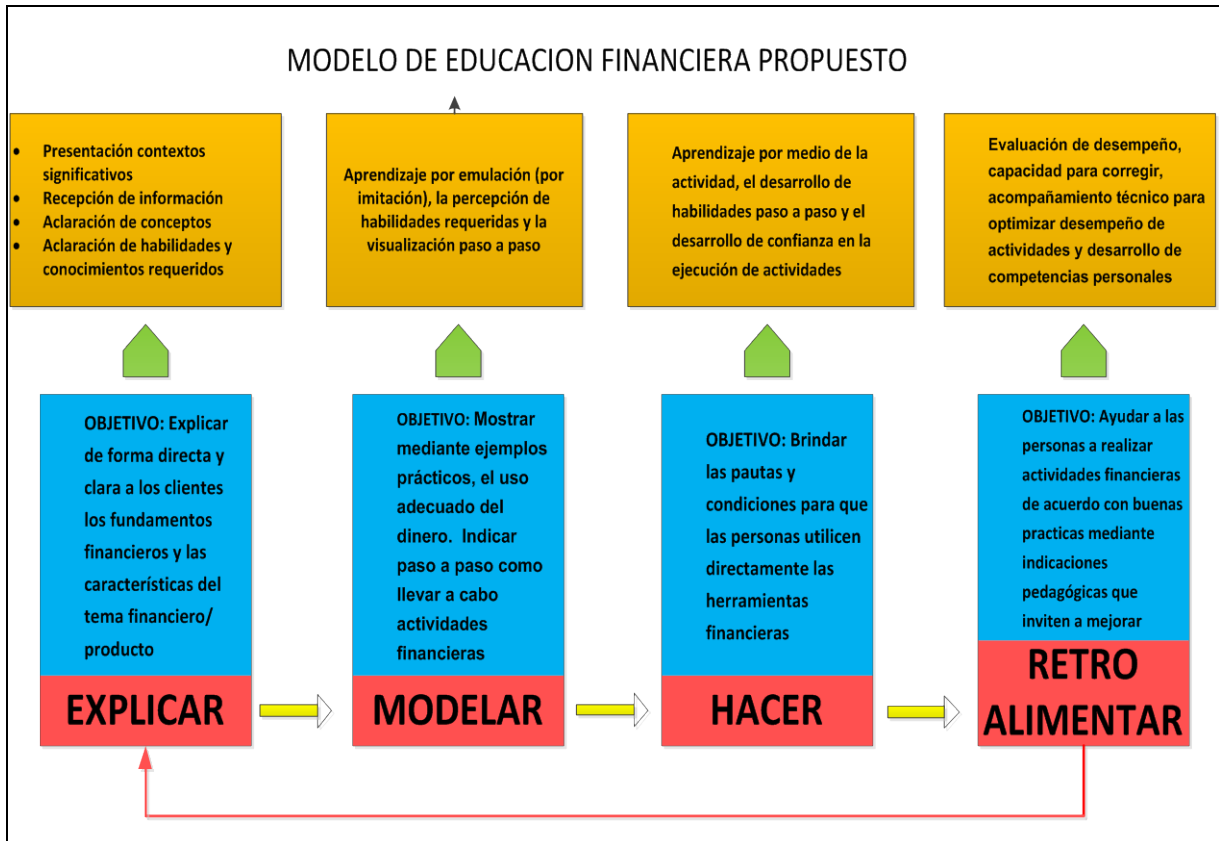 MODELO DE EDUCACION FINANCIERA PROPUESTO
• Presentación contextos
significativos
• Recepción de información
• Aclaración de conceptos
• Aclaración de habilidades y
conocimientos requeridos
Aprendizaje por emulación (por
imitación), la percepción de
habilidades requeridas y la
visualización paso a paso
Aprendizaje por medio de la
actividad, el desarrollo de
habilidades paso a paso y el
desarrollo de confianza en la
ejecución de actividades
Evaluación de desempeño,
capacidad para corregir,
acompañamiento técnico para
optimizar desempeño de
actividades y desarrollo de
competencias personales
OBJETIVO: Explicar
de forma directa y
clara a los clientes
los fundamentos
financieros y las
características del
tema financiero/
producto
EXPLICAR
OBJETIVO: Mostrar
mediante ejemplos
prácticos, el uso
adecuado del
dinero. Indicar
paso a paso como
llevar a cabo
actividades
financieras
MODELAR
OBJETIVO: Brindar
las pautas y
condiciones para que
las personas utilicen
directamente las
herramientas
financieras
HACER
OBJETIVO: Ayudar a las
personas a realizar
actividades financieras
de acuerdo con buenas
practicas mediante
indicaciones
pedagógicas que
inviten a mejorar
RETRO
ALIMENTAR